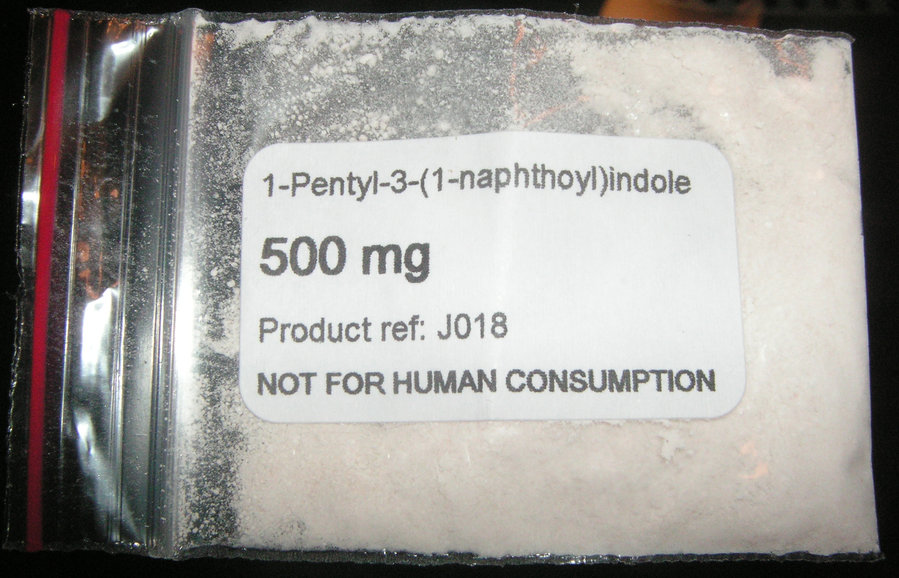 1-Pentyl-3-(1-naphthoyl)indole
500 mg
Product ref: J018
NOT FOR HUMAN CONSUMPTION